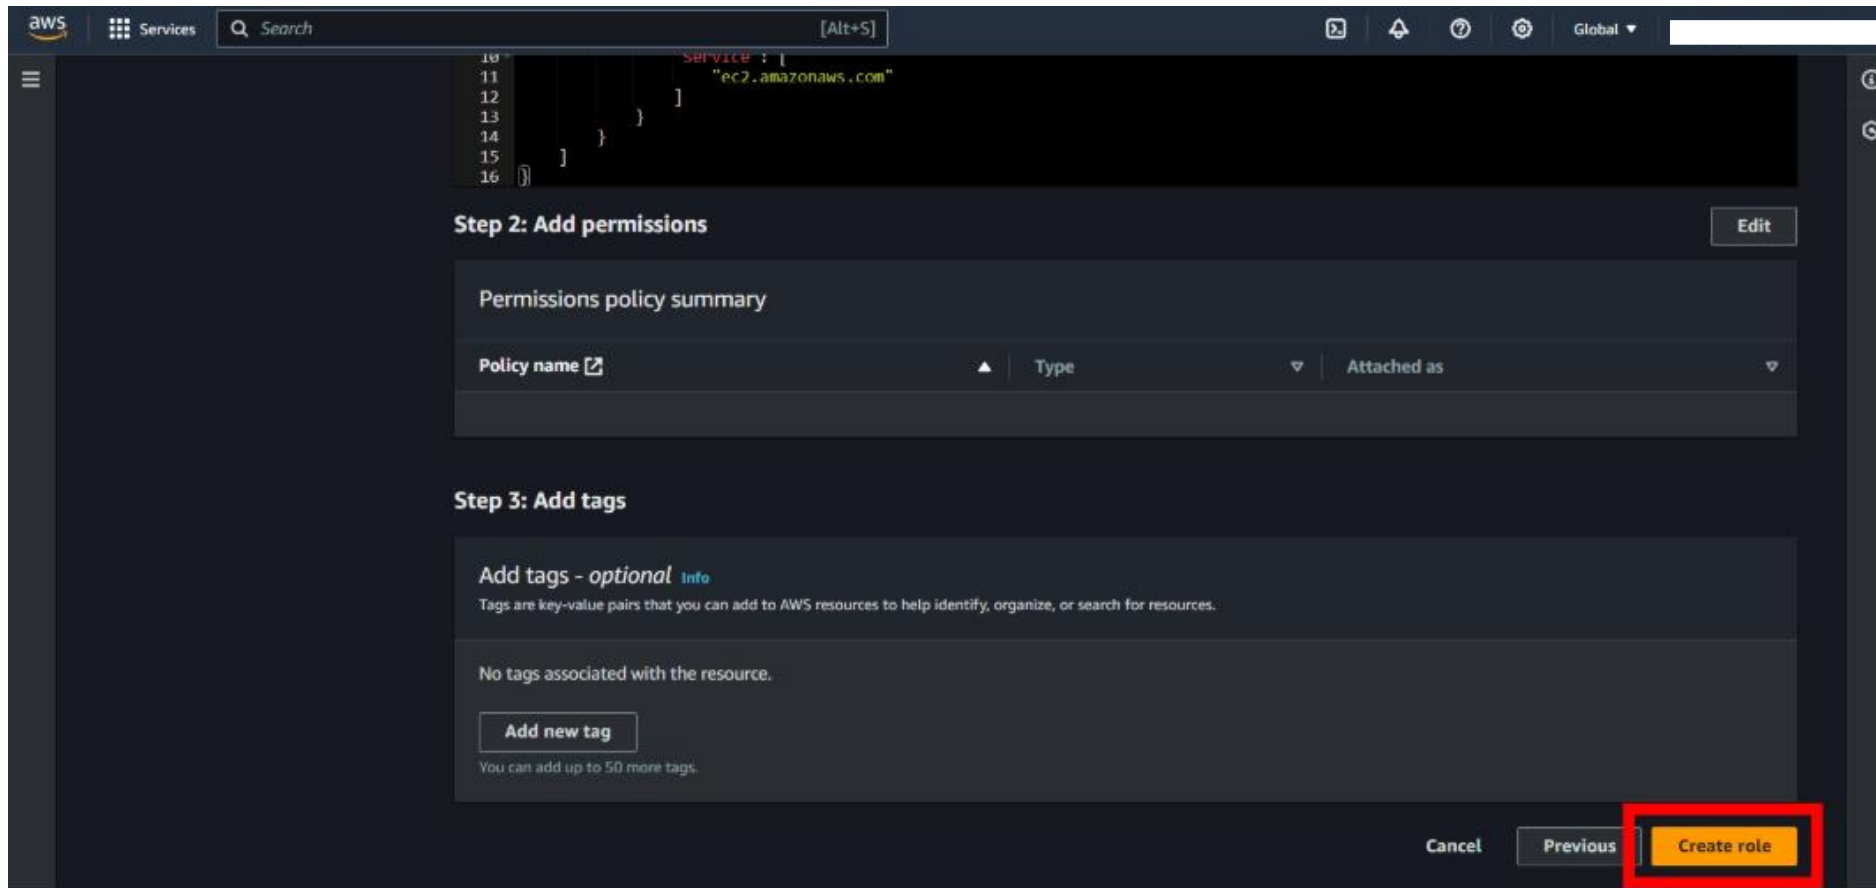 aws Services Search [Alt+S] Global
10 "Service": [
11 "ec2.amazonaws.com"
12 ]
13 }
14 }
15 ]
16 }
Step 2: Add permissions Edit
Permissions policy summary
Policy name Type Attached as
Step 3: Add tags
Add tags - optional Info
Tags are key-value pairs that you can add to AWS resources to help identify, organize, or search for resources.
No tags associated with the resource.
Add new tag
You can add up to 50 more tags.
Cancel Previous Create role